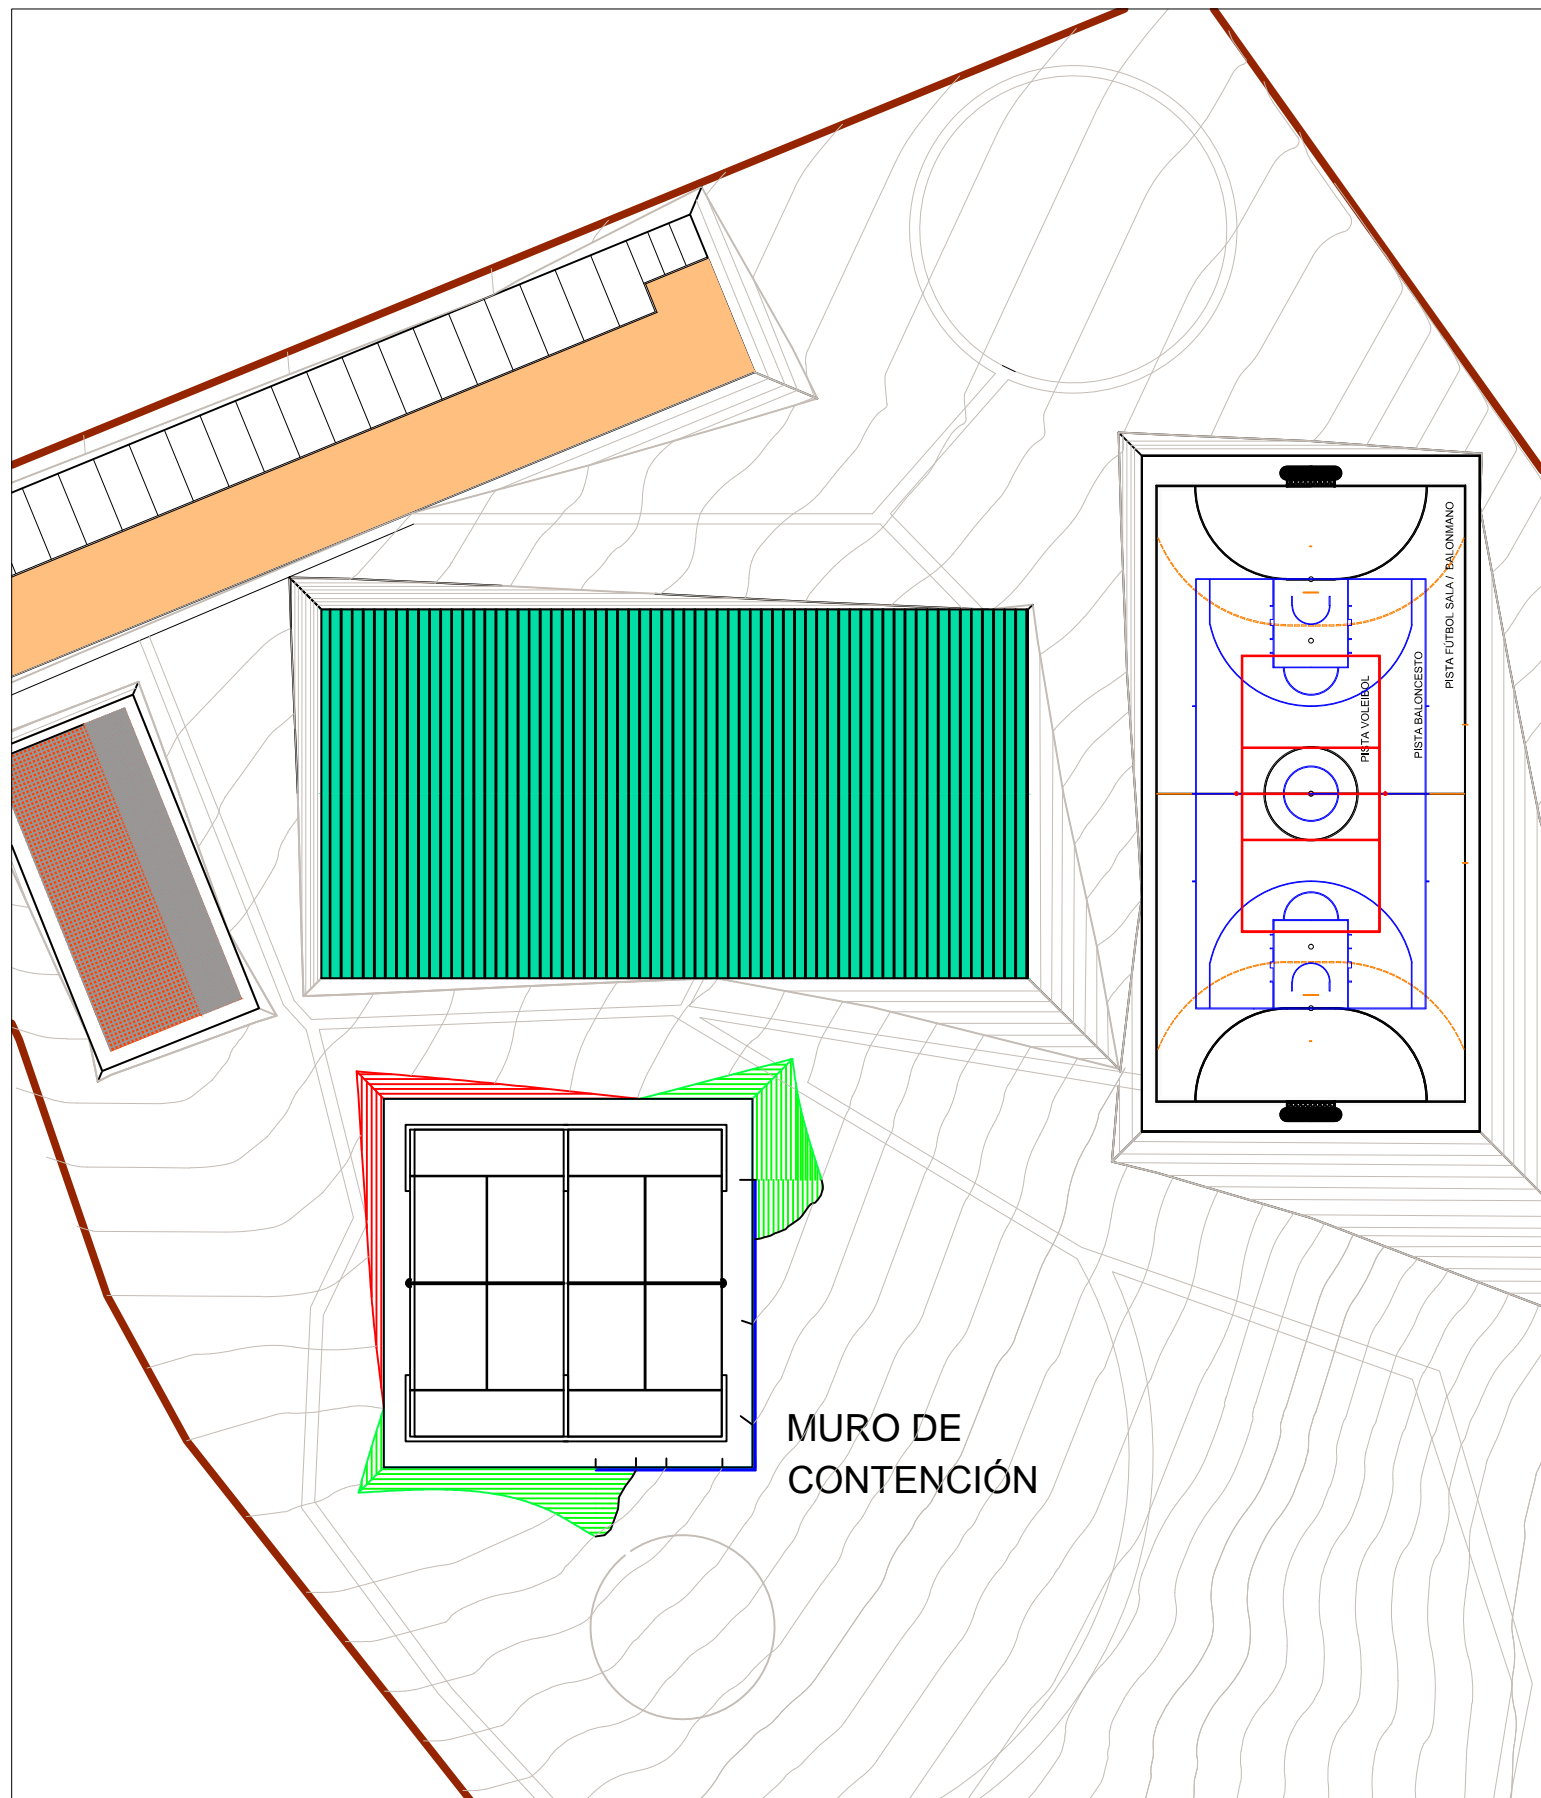 PISTA FÚTBOL SALA / BALONMANO
PISTA BALONCESTO
PISTA VOLEIBOL
MURO DE
CONTENCIÓN